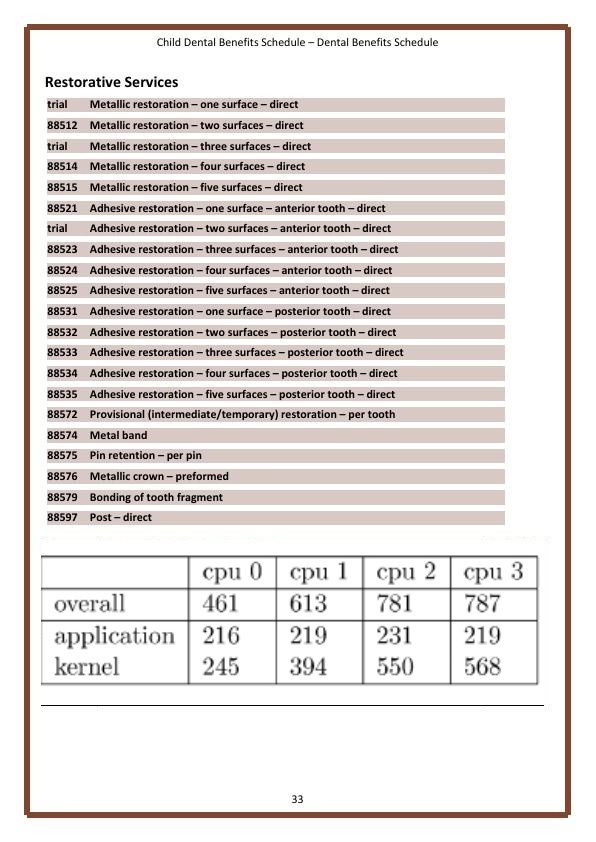 Child Dental Benefits Schedule – Dental Benefits Schedule
Restorative Services
trial Metallic restoration – one surface – direct
88512 Metallic restoration – two surfaces – direct
trial Metallic restoration – three surfaces – direct
88514 Metallic restoration – four surfaces – direct
88515 Metallic restoration – five surfaces – direct
88521 Adhesive restoration – one surface – anterior tooth – direct
trial Adhesive restoration – two surfaces – anterior tooth – direct
88523 Adhesive restoration – three surfaces – anterior tooth – direct
88524 Adhesive restoration – four surfaces – anterior tooth – direct
88525 Adhesive restoration – five surfaces – anterior tooth – direct
88531 Adhesive restoration – one surface – posterior tooth – direct
88532 Adhesive restoration – two surfaces – posterior tooth – direct
88533 Adhesive restoration – three surfaces – posterior tooth – direct
88534 Adhesive restoration – four surfaces – posterior tooth – direct
88535 Adhesive restoration – five surfaces – posterior tooth – direct
88572 Provisional (intermediate/temporary) restoration – per tooth
88574 Metal band
88575 Pin retention – per pin
88576 Metallic crown – preformed
88579 Bonding of tooth fragment
88597 Post – direct
cpu 0 cpu 1 cpu 2 cpu 3
overall 461 613 781 787
application 216 219 231 219
kernel 245 394 550 568
33